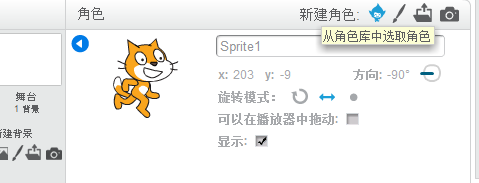 角色
新建角色:
从角色库中选取角色
Sprite1
x: 203 y: -9 方向: -90°
旋转模式:
可以在播放器中拖动:
显示:
舞台
1 背景
新建背景